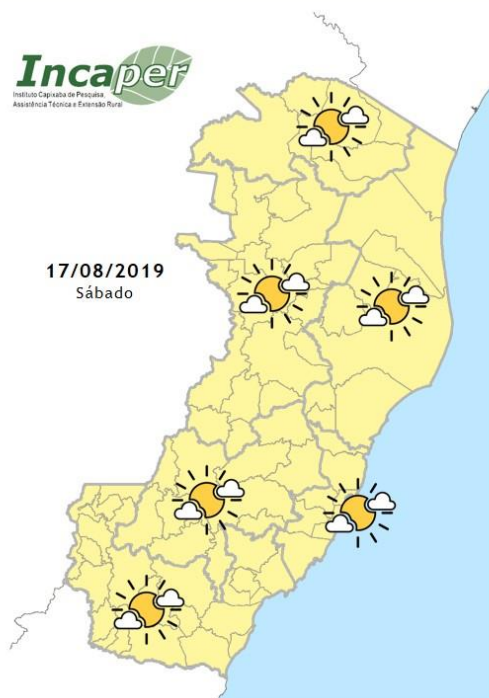 Incaper
Instituto Capixaba de Pesquisa,
Assistência Técnica e Extensão Rural
17/08/2019
Sábado